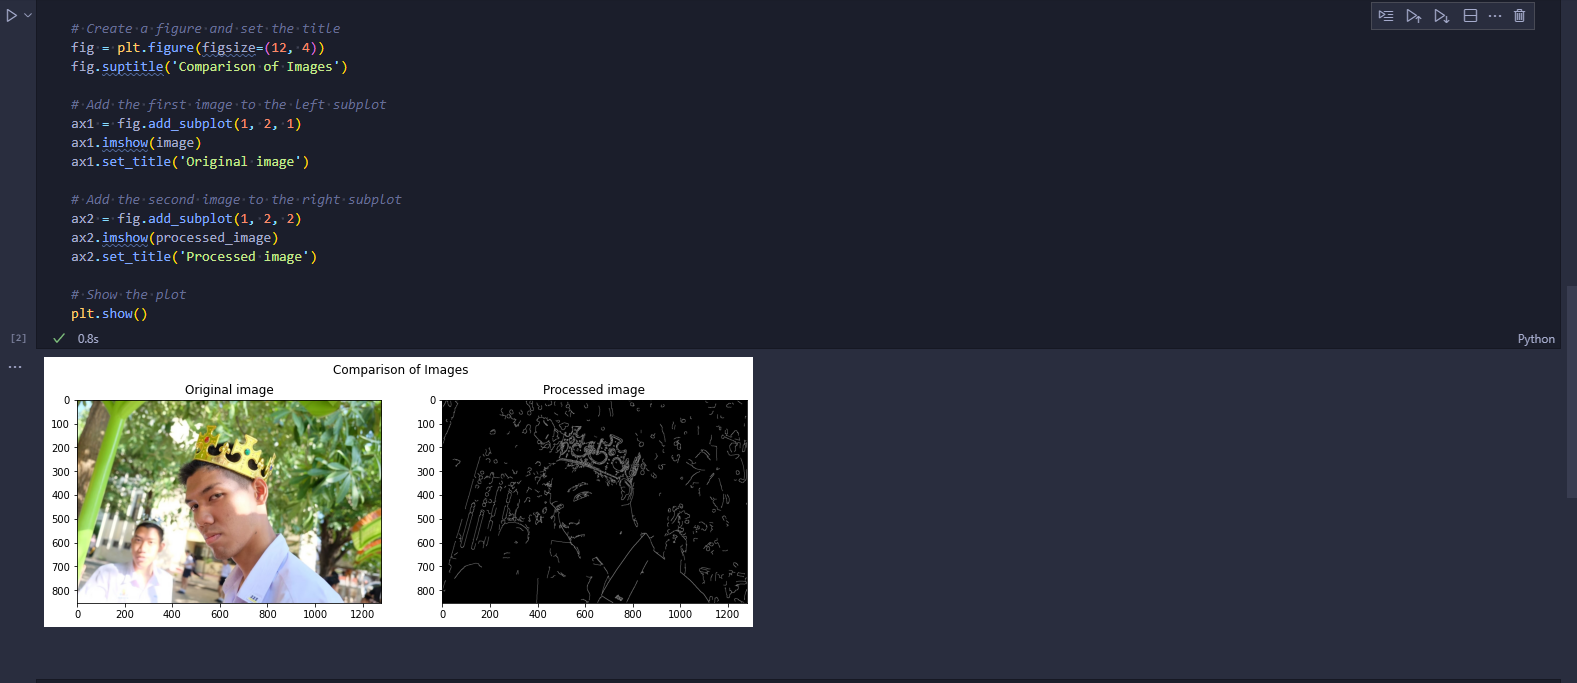 # Create a figure and set the title
fig = plt.figure(figsize=(12, 4))
fig.suptitle('Comparison of Images')
# Add the first image to the left subplot
ax1 = fig.add_subplot(1, 2, 1)
ax1.imshow(image)
ax1.set_title('Original image')
# Add the second image to the right subplot
ax2 = fig.add_subplot(1, 2, 2)
ax2.imshow(processed_image)
ax2.set_title('Processed image')
# Show the plot
plt.show()
[2]
0.8s
Python
Comparison of Images
Original image
0
100
200
300
400
500
600
700
800
0 200 400 600 800 1000 1200
Processed image
0
100
200
300
400
500
600
700
800
0 200 400 600 800 1000 1200